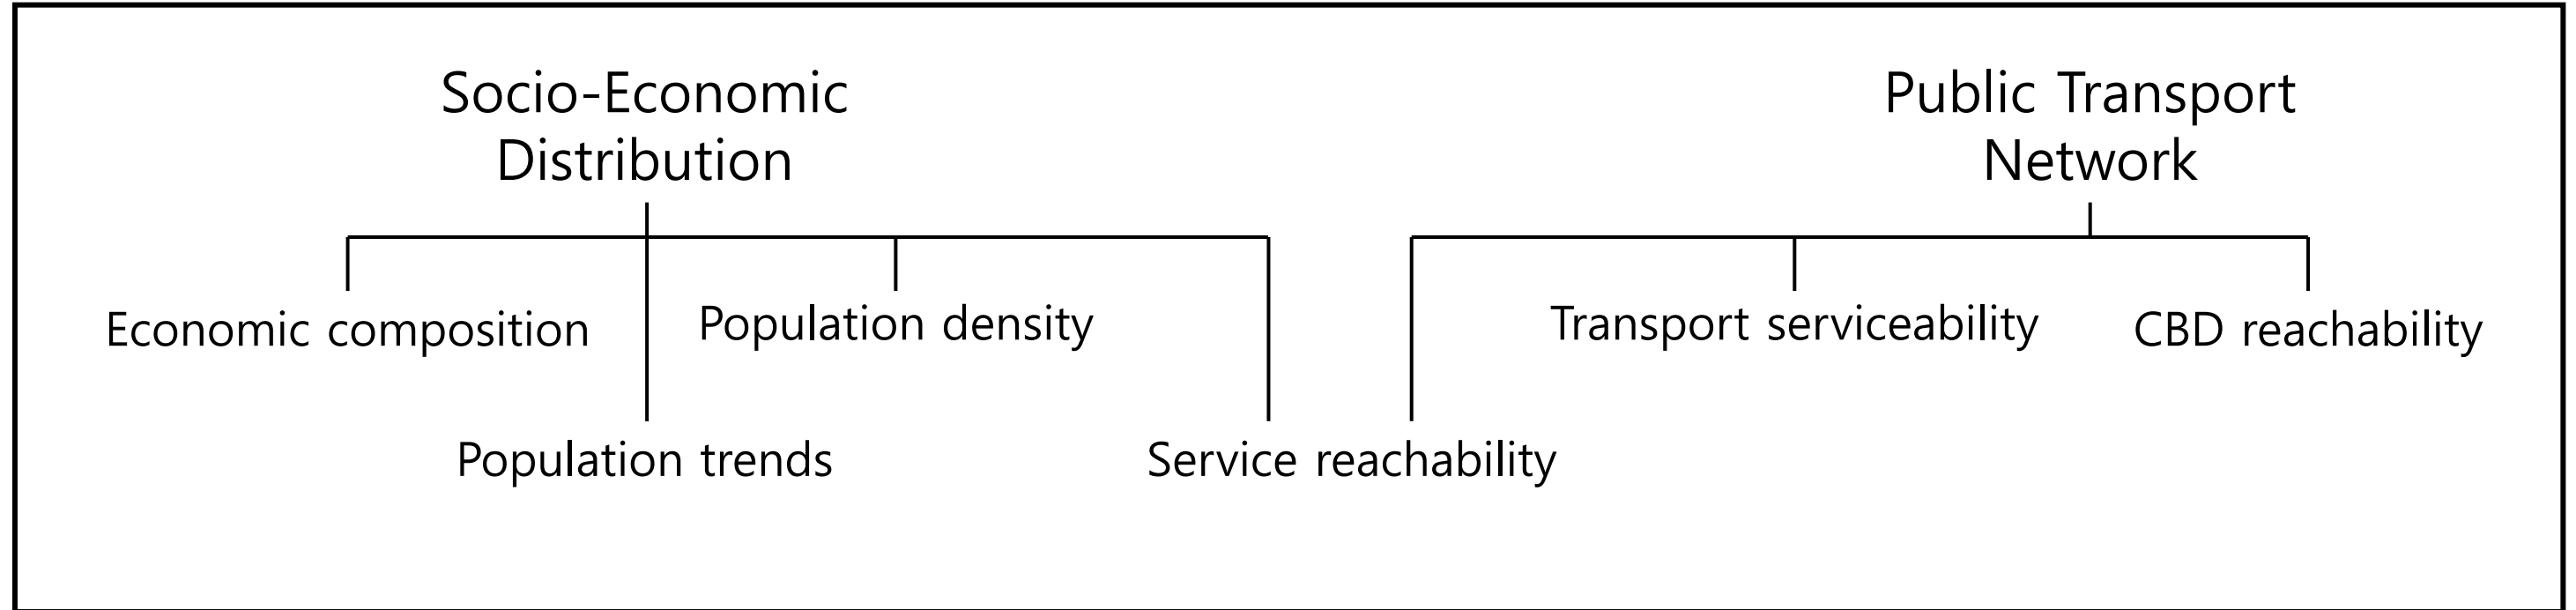 Socio-Economic
Distribution
Public Transport
Network
Economic composition
Population density
Transport serviceability
CBD reachability
Population trends
Service reachability